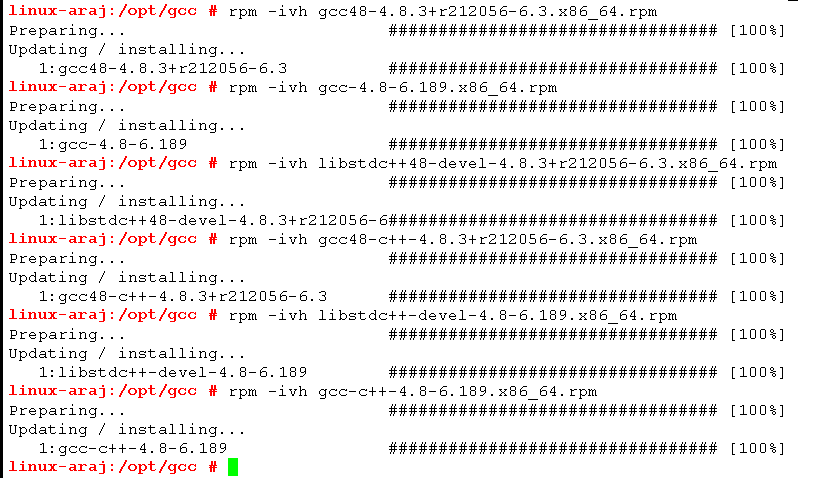 linux-araj:/opt/gcc # rpm -ivh gcc48-4.8.3+r212056-6.3.x86_64.rpm
Preparing... ################################# [100%]
Updating / installing...
1:gcc48-4.8.3+r212056-6.3 ################################# [100%]
linux-araj:/opt/gcc # rpm -ivh gcc-4.8-6.189.x86_64.rpm
Preparing... ################################# [100%]
Updating / installing...
1:gcc-4.8-6.189 ################################# [100%]
linux-araj:/opt/gcc # rpm -ivh libstdc++48-devel-4.8.3+r212056-6.3.x86_64.rpm
Preparing... ################################# [100%]
Updating / installing...
1:libstdc++48-devel-4.8.3+r212056-6################################# [100%]
linux-araj:/opt/gcc # rpm -ivh gcc48-c++-4.8.3+r212056-6.3.x86_64.rpm
Preparing... ################################# [100%]
Updating / installing...
1:gcc48-c++-4.8.3+r212056-6.3 ################################# [100%]
linux-araj:/opt/gcc # rpm -ivh libstdc++-devel-4.8-6.189.x86_64.rpm
Preparing... ################################# [100%]
Updating / installing...
1:libstdc++-devel-4.8-6.189 ################################# [100%]
linux-araj:/opt/gcc # rpm -ivh gcc-c++-4.8-6.189.x86_64.rpm
Preparing... ################################# [100%]
Updating / installing...
1:gcc-c++-4.8-6.189 ################################# [100%]
linux-araj:/opt/gcc #